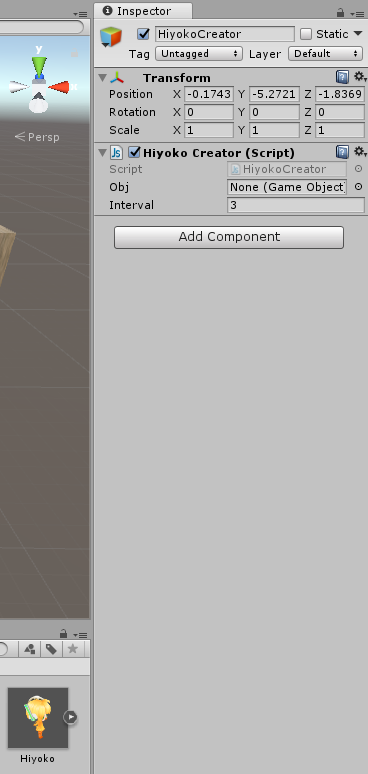 Inspector
HiyokoCreator
Static
Tag Untagged Layer Default
y
x
Persp
Transform
Position X -0.1743 Y -5.2721 Z -1.8369
Rotation X 0 Y 0 Z 0
Scale X 1 Y 1 Z 1
Hiyoko Creator (Script)
Script HiyokoCreator
Obj None (Game Object)
Interval 3
Add Component
Hiyoko